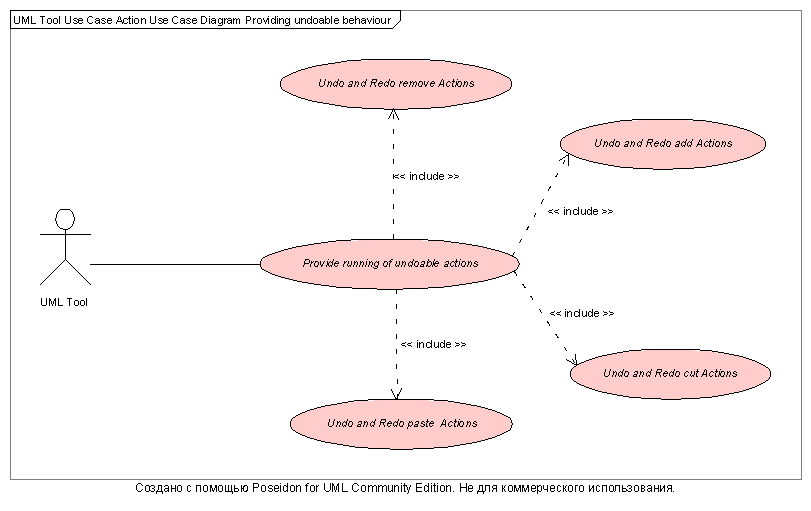 UML Tool Use Case Action Use Case Diagram Providing undoable behaviour
Undo and Redo remove Actions
Undo and Redo add Actions
<< include >>
<< include >>
Provide running of undoable actions
UML Tool
<< include >>
<< include >>
Undo and Redo cut Actions
Undo and Redo paste Actions
Создано с помощью Poseidon for UML Community Edition. Не для коммерческого использования.